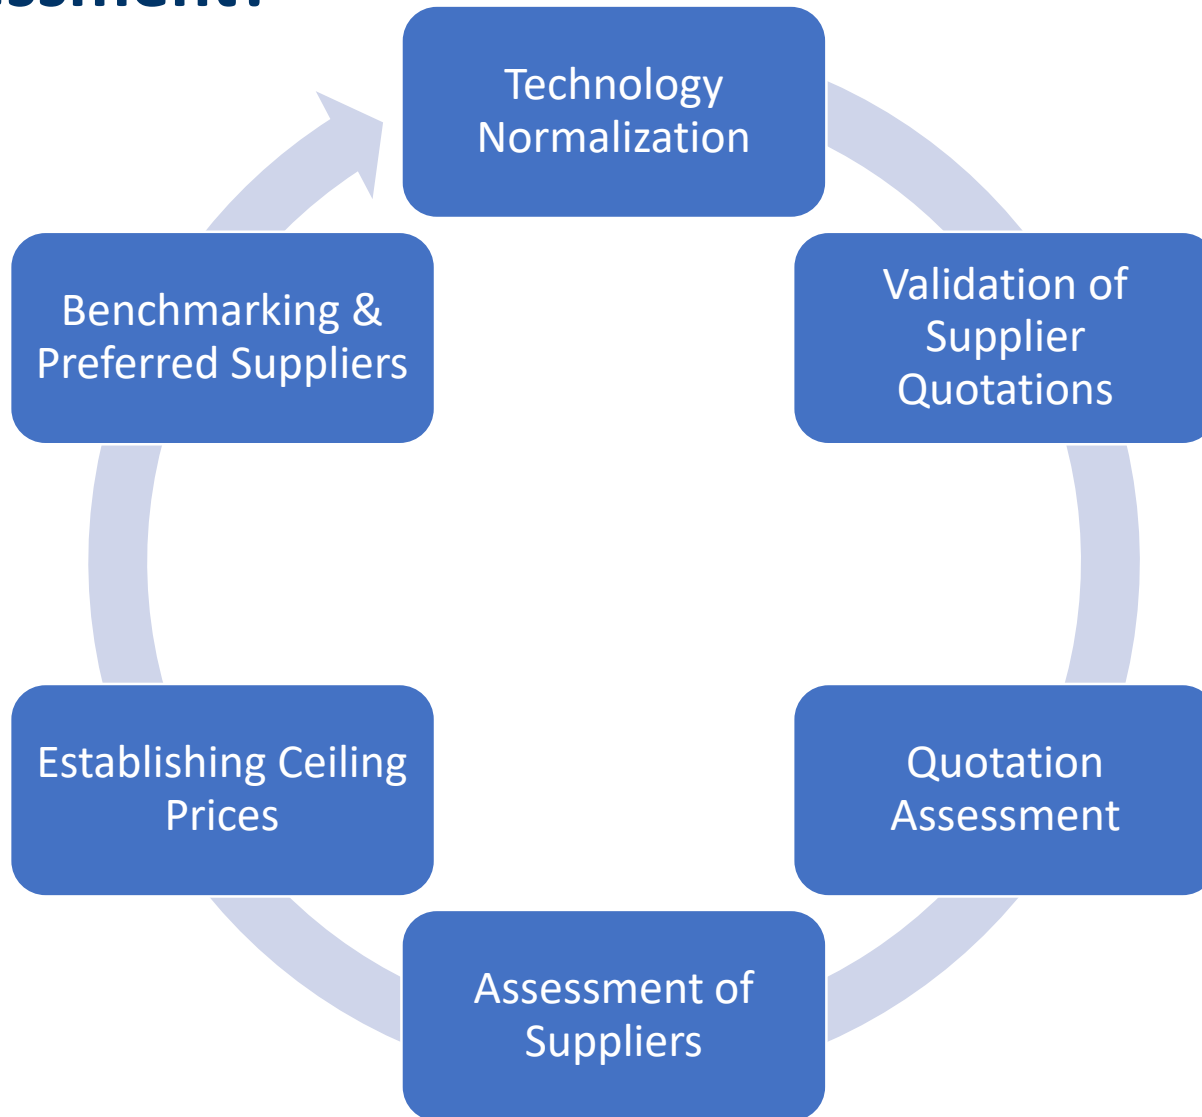 Technology
Normalization
Validation of
Supplier
Quotations
Quotation
Assessment
Assessment of
Suppliers
Establishing Ceiling
Prices
Benchmarking &
Preferred Suppliers